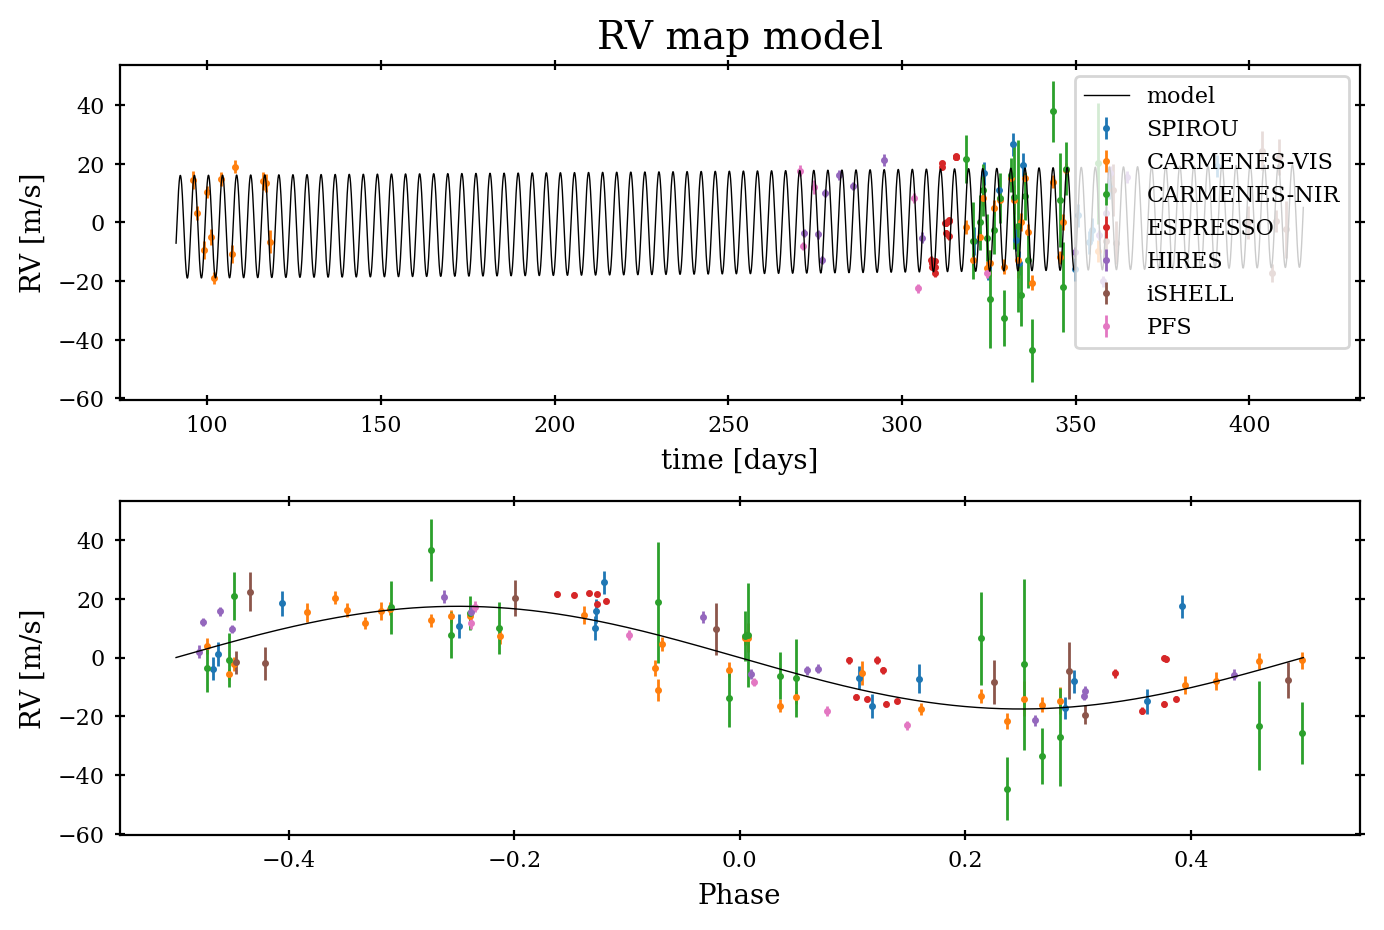 RV map model
RV [m/s]
40
20
0
−20
−40
−60
model
SPIROU
CARMENES-VIS
CARMENES-NIR
ESPRESSO
HIRES
iSHELL
PFS
100 150 200 250 300 350 400
time [days]
RV [m/s]
40
20
0
−20
−40
−60
−0.4 −0.2 0.0 0.2 0.4
Phase